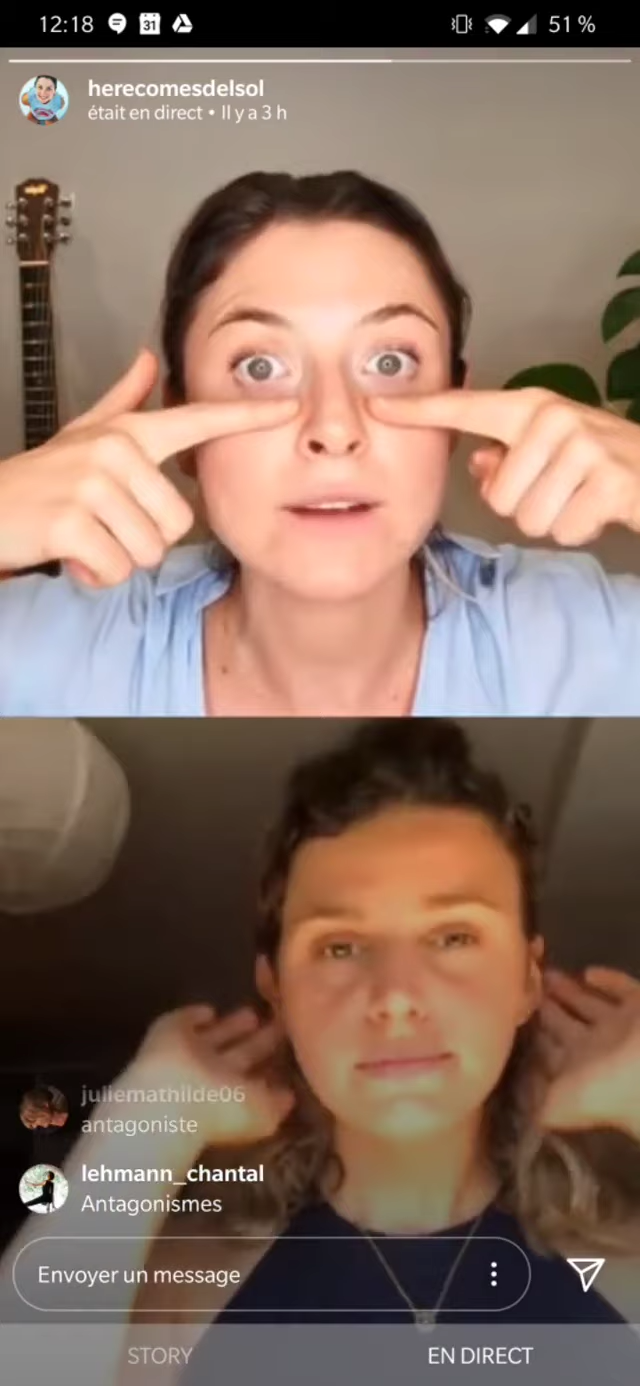 12:18
31
51 %
herecomesdelsol
était en direct • Il y a 3 h
juliemathilde06
antagoniste
lehmann_chantal
Antagonismes
Envoyer un message
STORY
EN DIRECT